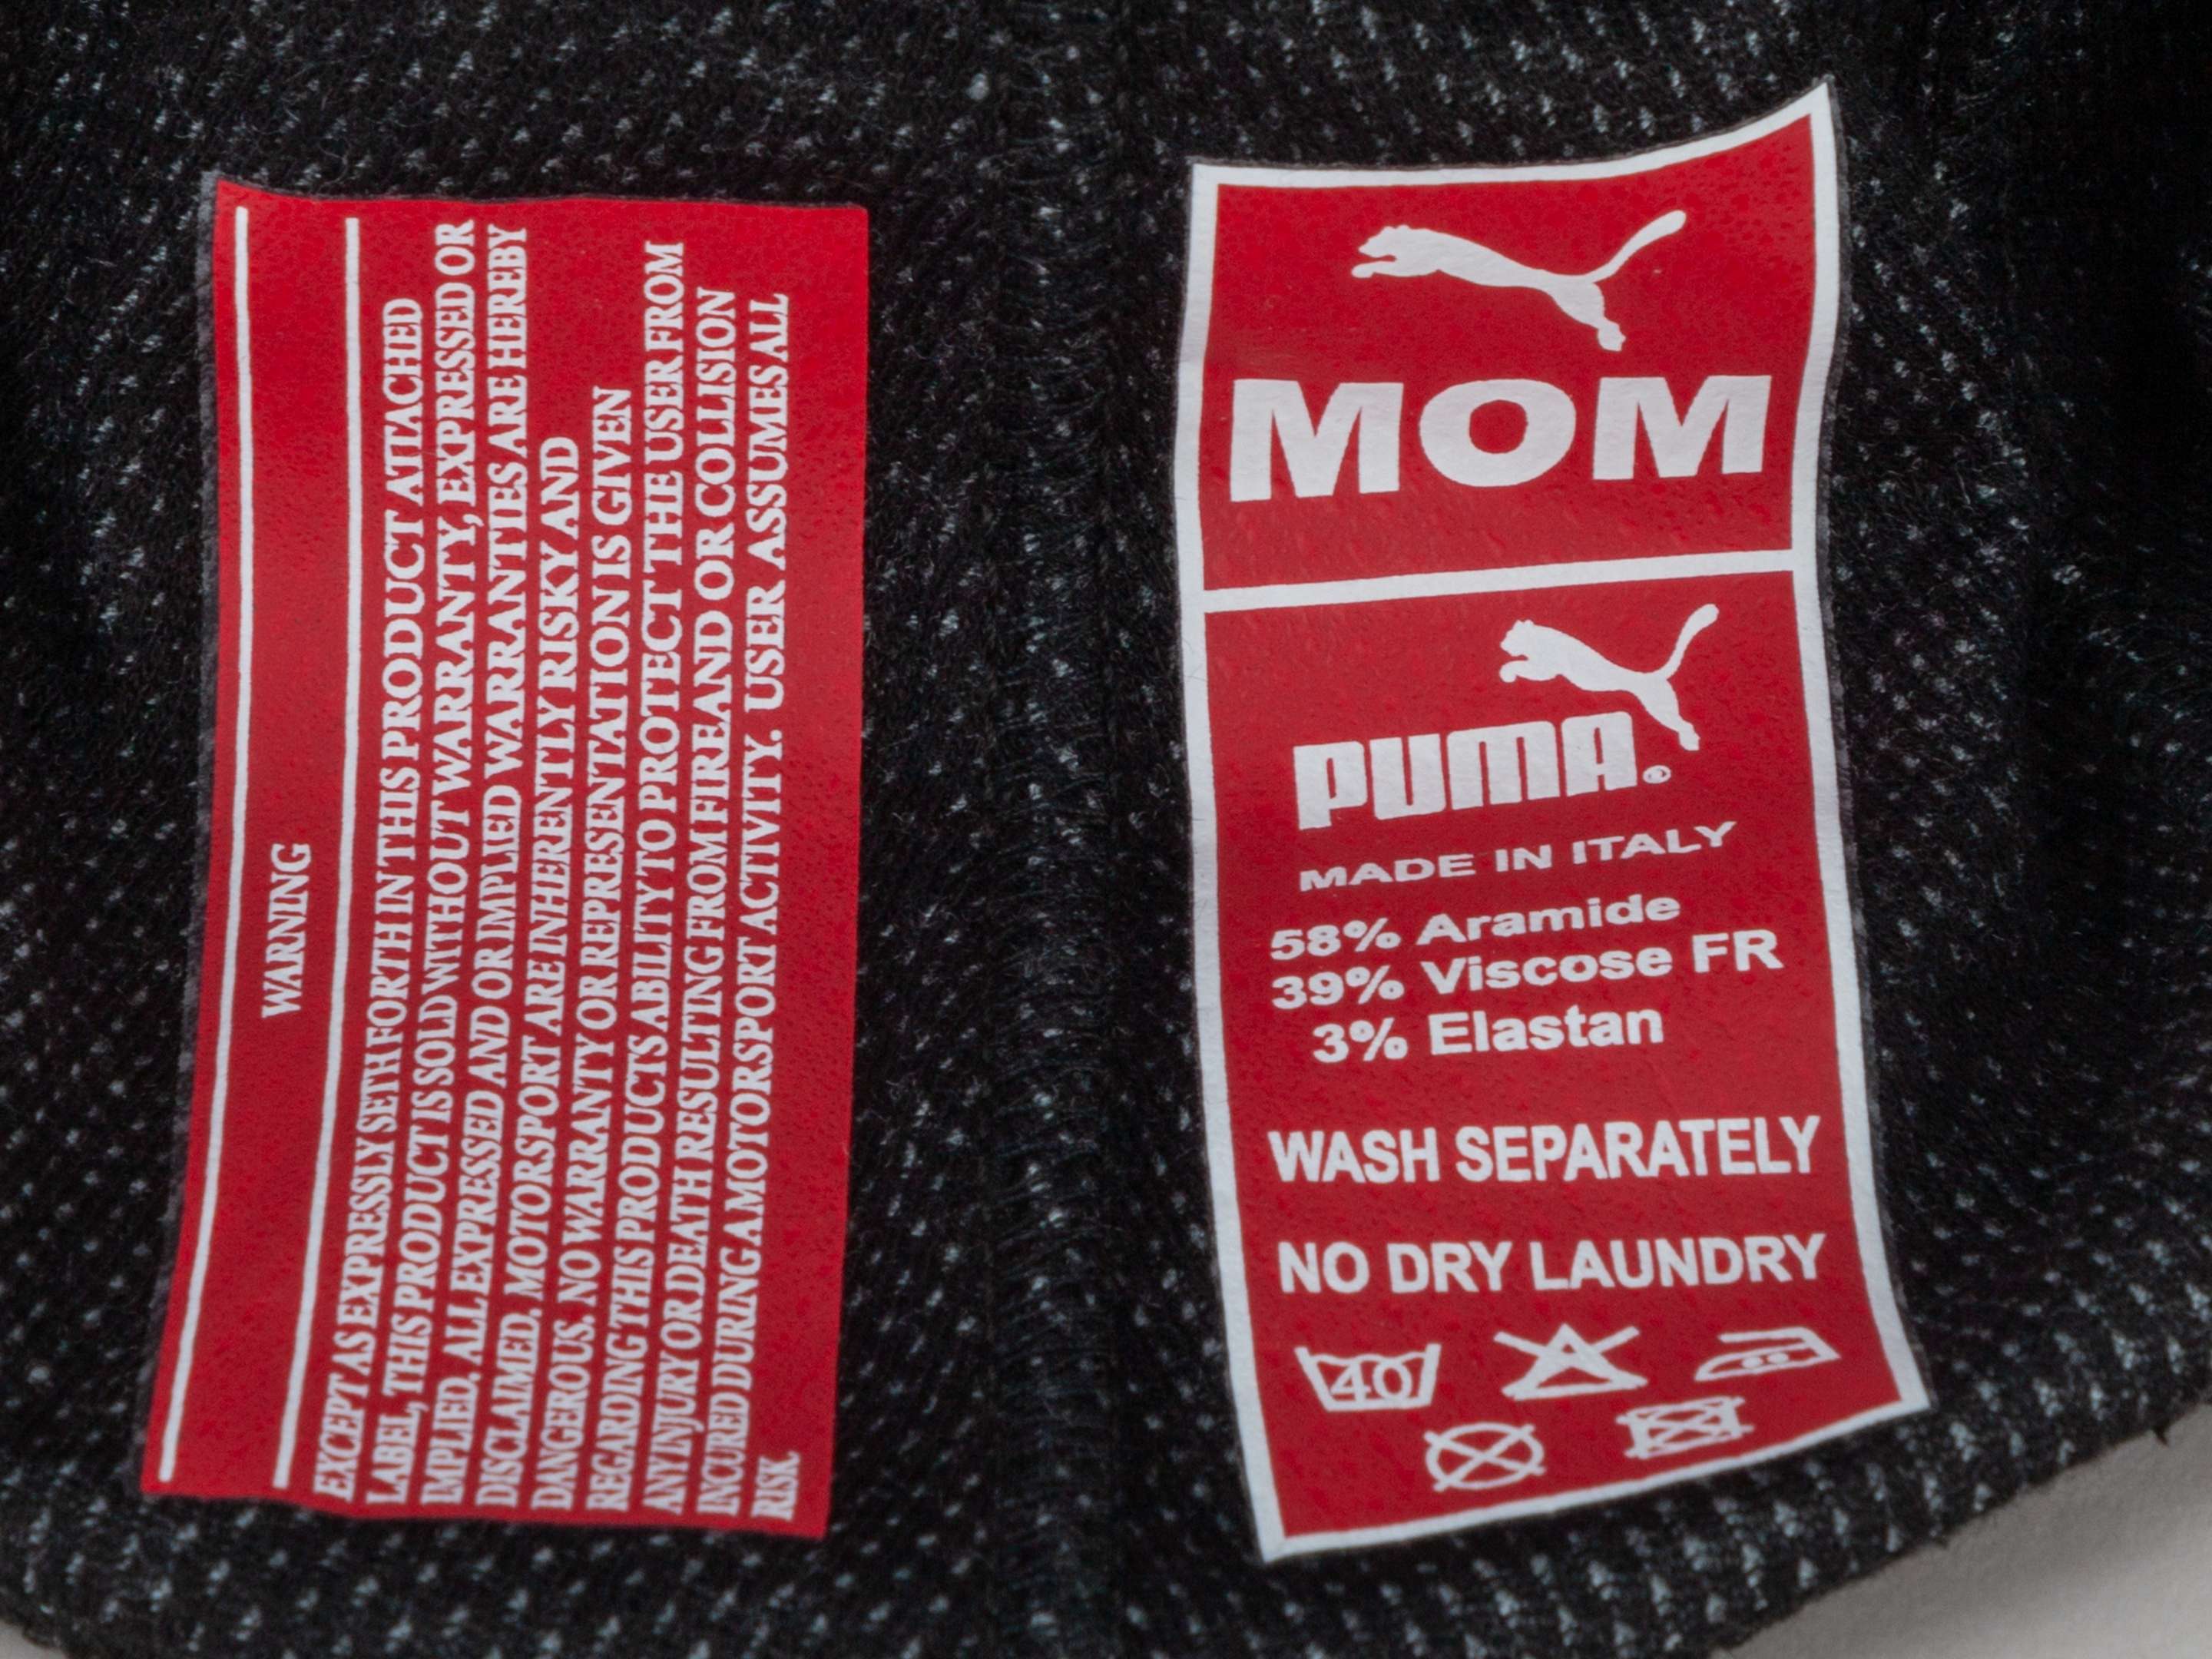 WARNING
EXCEPT AS EXPRESSLY SETH FORTH IN THIS PRODUCT ATTACHED
LABEL, THIS PRODUCT IS SOLD WITHOUT WARRANTY, EXPRESSED OR
IMPLIED. ALL EXPRESSED AND OR IMPLIED WARRANTIES ARE HEREBY
DISCLAIMED. MOTORSPORT ARE INHERENTLY RISKY AND
DANGEROUS. NO WARRANTY OR REPRESENTATION IS GIVEN
REGARDING THIS PRODUCTS ABILITY TO PROTECT THE USER FROM
ANY INJURY OR DEATH RESULTING FROM FIRE AND OR COLLISION
INCURED DURING A MOTORSPORT ACTIVITY. USER ASSUMES ALL
RISK
MOM
PUMA®
MADE IN ITALY
58% Aramide
39% Viscose FR
3% Elastan
WASH SEPARATELY
NO DRY LAUNDRY
40